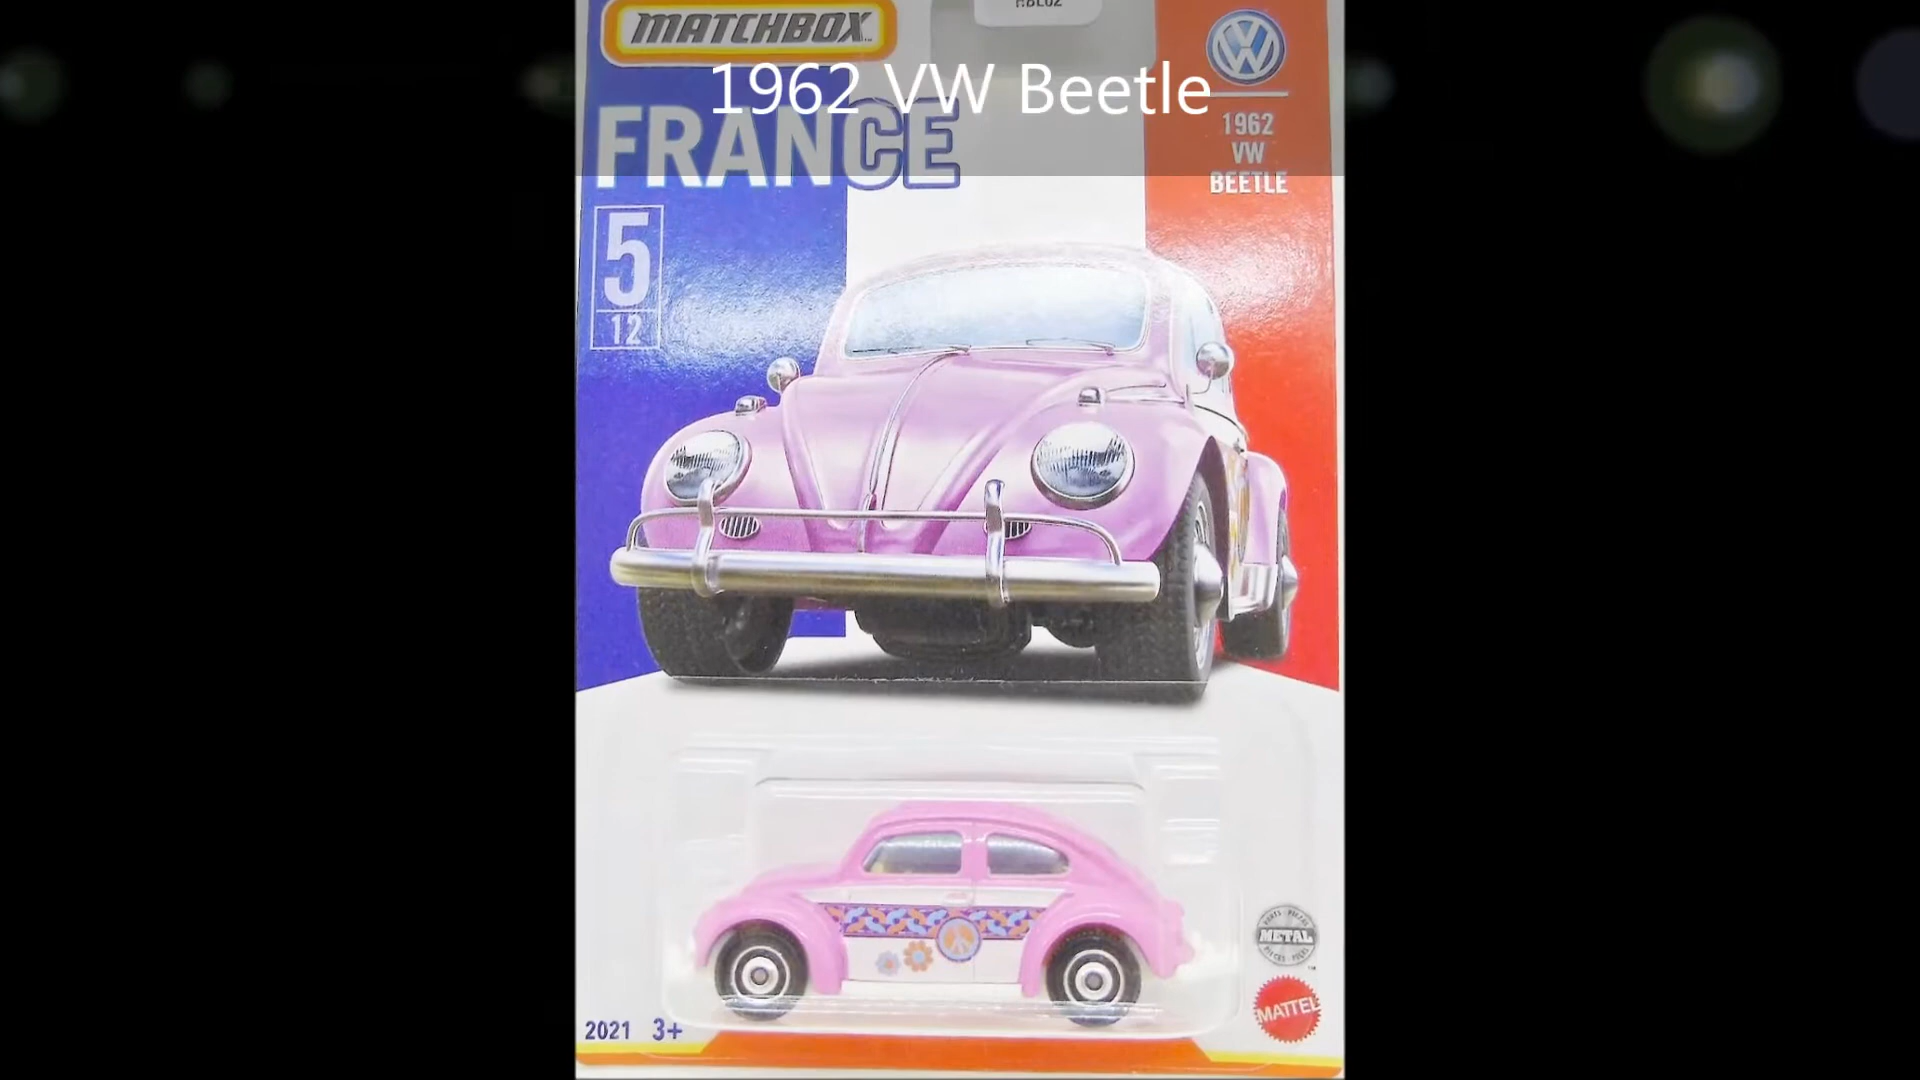 MATCHBOX
1962 VW Beetle
FRANCE
1962
VW
BEETLE
5
12
METAL
MATTEL
2021 3+